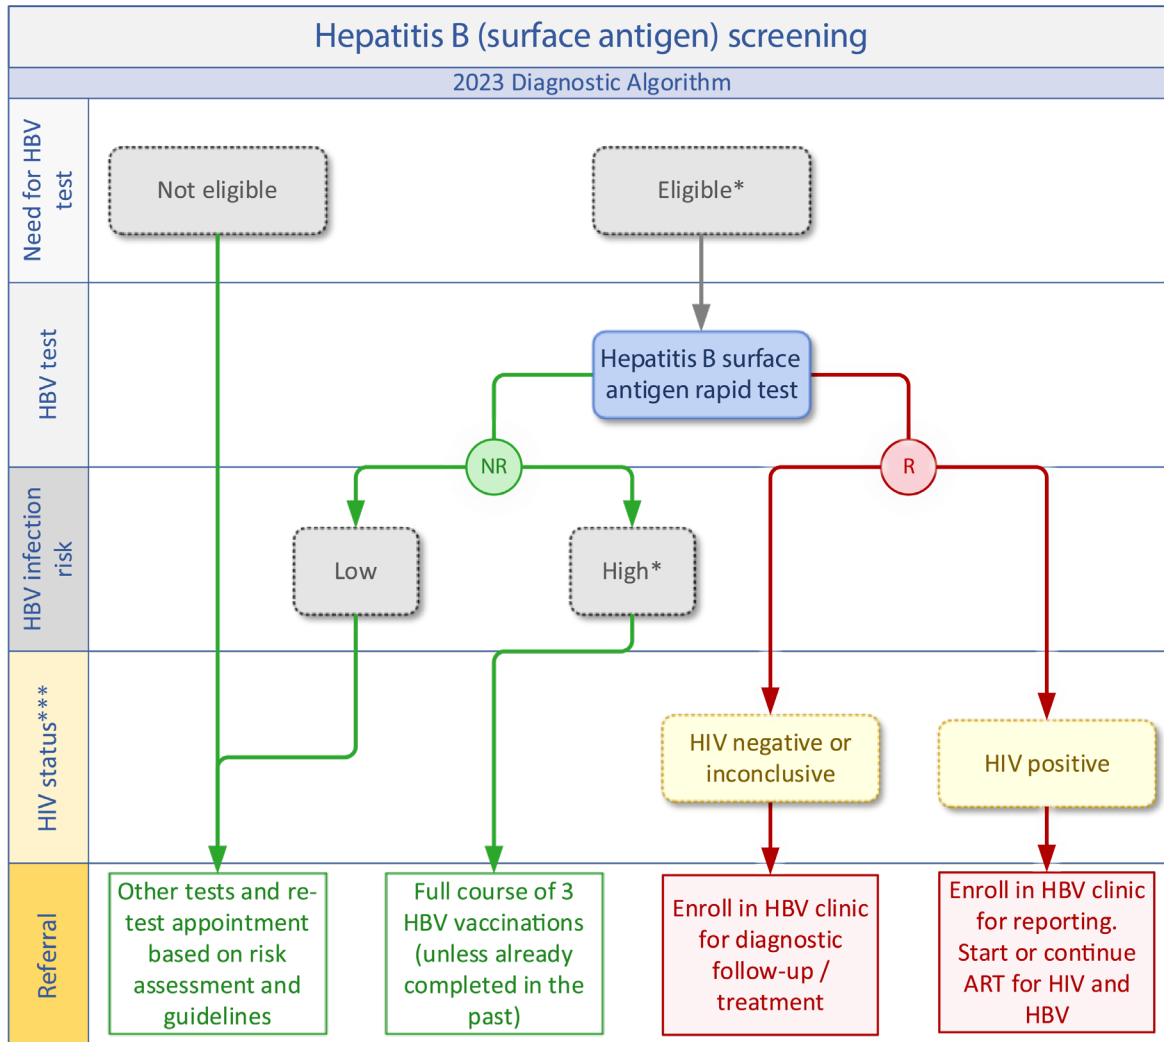 Hepatitis B (surface antigen) screening
2023 Diagnostic Algorithm
Need for HBV
test
Not eligible
Eligible*
HBV test
Hepatitis B surface
antigen rapid test
NR
R
HBV infection
risk
Low
High*
HIV status***
HIV negative or
inconclusive
HIV positive
Referral
Other tests and re-
test appointment
based on risk
assessment and
guidelines
Full course of 3
HBV vaccinations
(unless already
completed in the
past)
Enroll in HBV clinic
for diagnostic
follow-up /
treatment
Enroll in HBV clinic
for reporting.
Start or continue
ART for HIV and
HBV